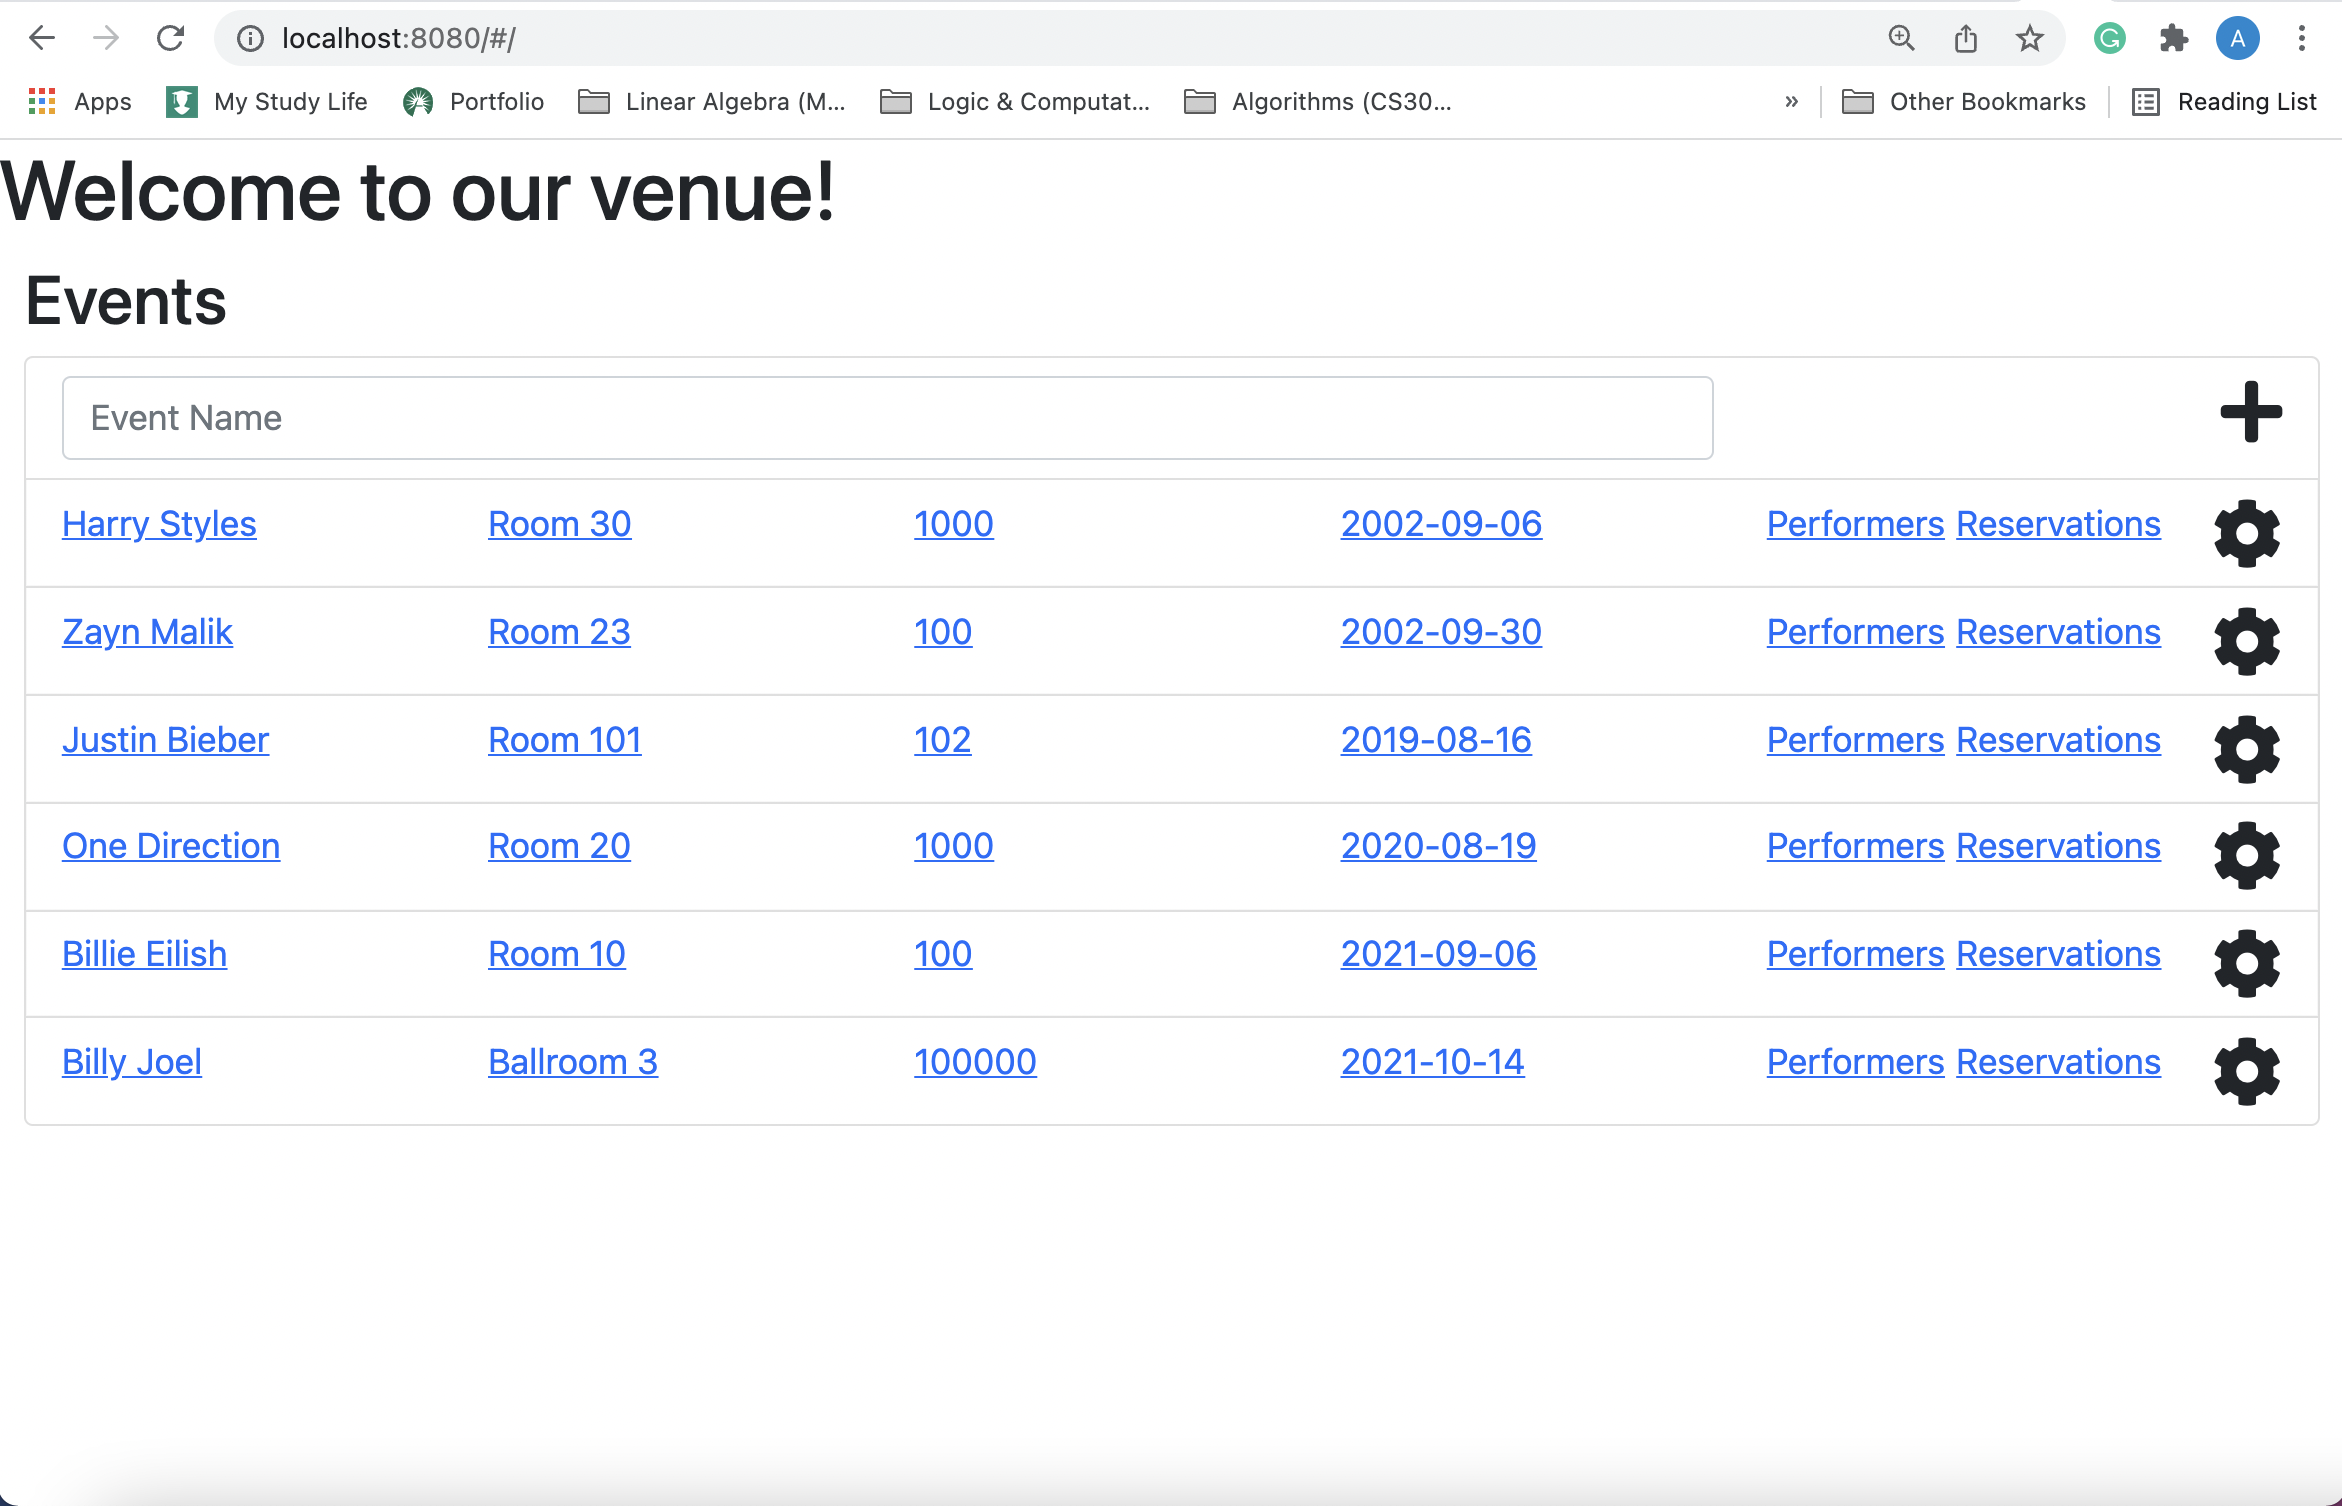 localhost:8080/#/
A
Apps My Study Life Portfolio Linear Algebra (M... Logic & Computat... Algorithms (CS30... » Other Bookmarks Reading List
Welcome to our venue!
Events
Event Name
Harry Styles Room 30 1000 2002-09-06 Performers Reservations
Zayn Malik Room 23 100 2002-09-30 Performers Reservations
Justin Bieber Room 101 102 2019-08-16 Performers Reservations
One Direction Room 20 1000 2020-08-19 Performers Reservations
Billie Eilish Room 10 100 2021-09-06 Performers Reservations
Billy Joel Ballroom 3 100000 2021-10-14 Performers Reservations